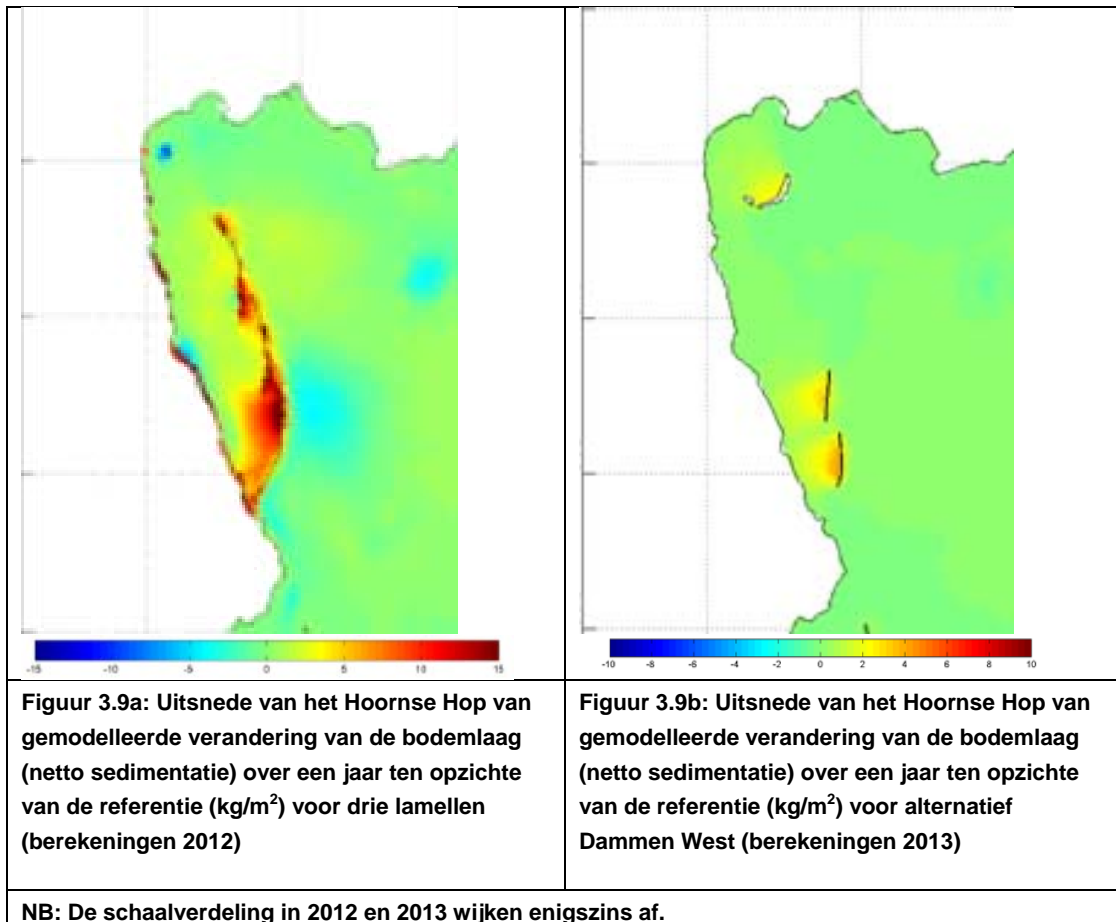 -15 -10 -5 0 5 10 15
-10 -8 -6 -4 -2 0 2 4 6 8 10
Figuur 3.9a: Uitsnede van het Hoornse Hop van
gemodelleerde verandering van de bodemlaag
(netto sedimentatie) over een jaar ten opzichte
van de referentie (kg/m²) voor drie lamellen
(berekeningen 2012)
Figuur 3.9b: Uitsnede van het Hoornse Hop van
gemodelleerde verandering van de bodemlaag
(netto sedimentatie) over een jaar ten opzichte
van de referentie (kg/m²) voor alternatief
Dammen West (berekeningen 2013)
NB: De schaalverdeling in 2012 en 2013 wijken enigszins af.